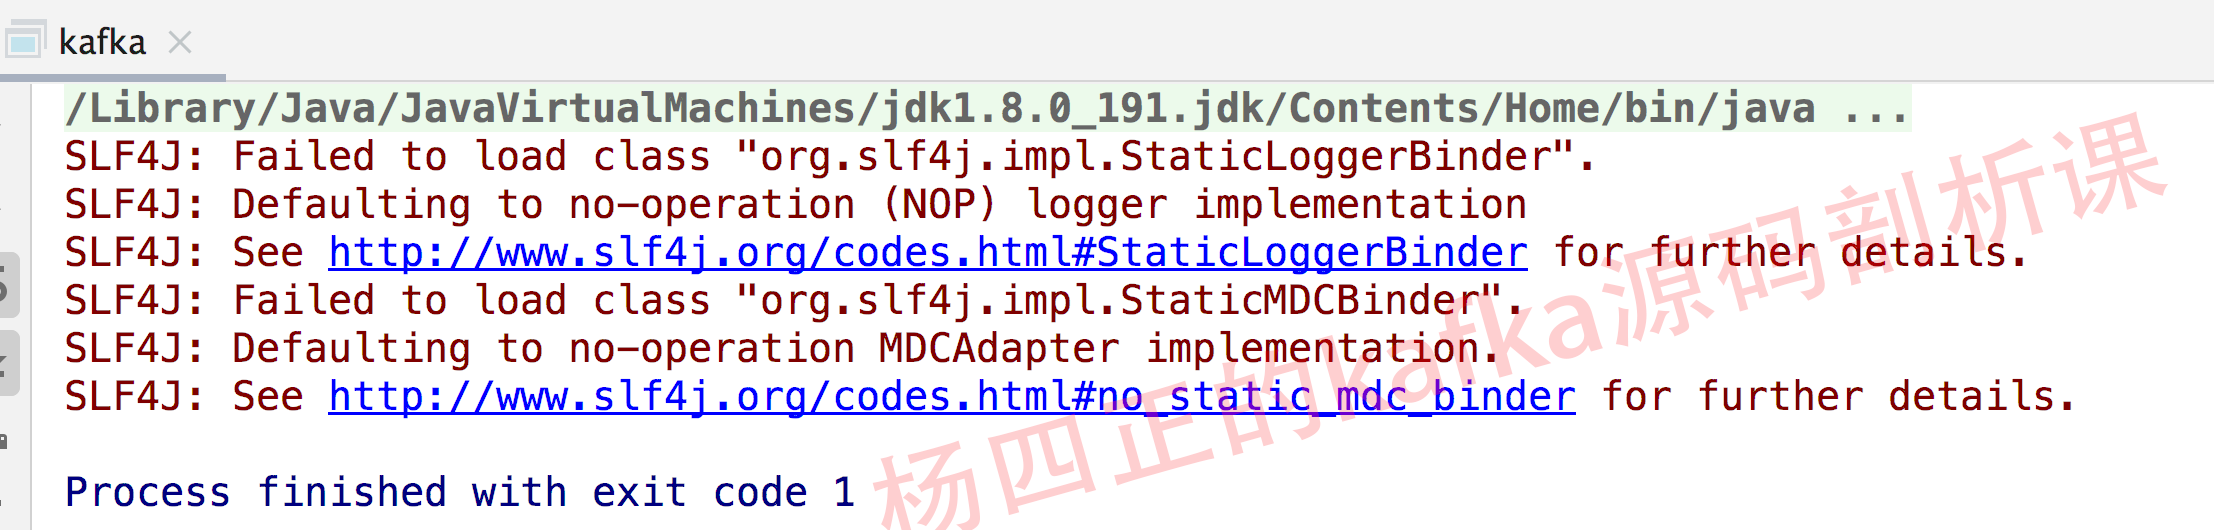 kafka
/Library/Java/JavaVirtualMachines/jdk1.8.0_191.jdk/Contents/Home/bin/java ...
SLF4J: Failed to load class "org.slf4j.impl.StaticLoggerBinder".
SLF4J: Defaulting to no-operation (NOP) logger implementation
SLF4J: See http://www.slf4j.org/codes.html#StaticLoggerBinder for further details.
SLF4J: Failed to load class "org.slf4j.impl.StaticMDCBinder".
SLF4J: Defaulting to no-operation MDCAdapter implementation.
SLF4J: See http://www.slf4j.org/codes.html#no_static_mdc_binder for further details.
Process finished with exit code 1
杨四正的kafka源码剖析课